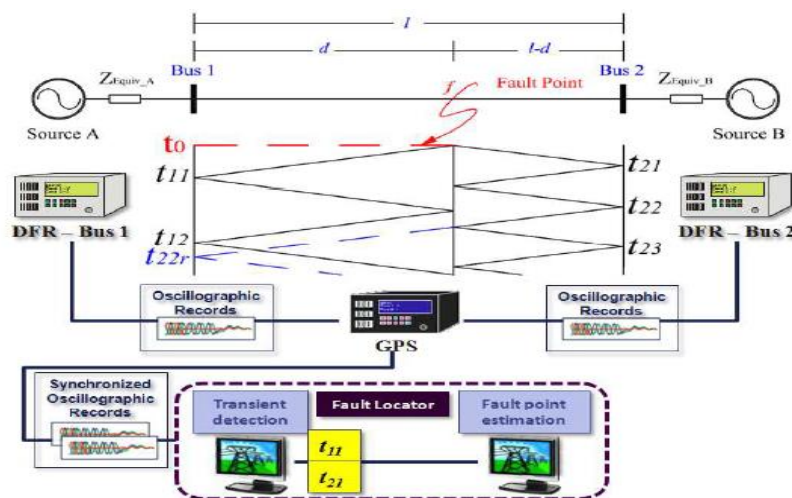 l
d
l-d
ZEquiv_A
Bus 1
f
Fault Point
Bus 2
ZEquiv_B
Source A
Source B
t0
t11
t21
t22
t12
t22r
t23
DFR – Bus 1
DFR – Bus 2
Oscillographic
Records
GPS
Oscillographic
Records
Synchronized
Oscillographic
Records
Transient
detection
Fault Locator
Fault point
estimation
t11
t21